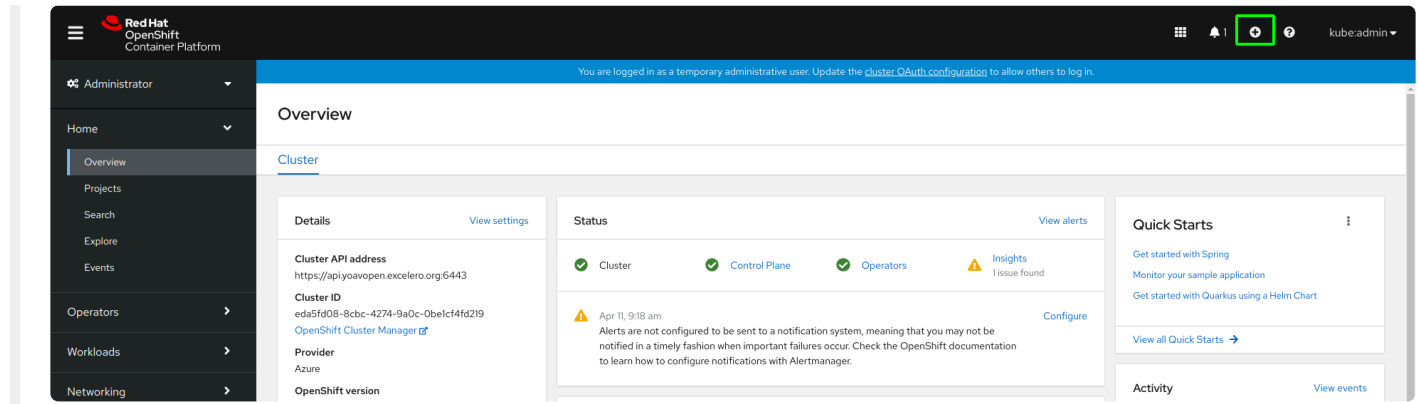 Red Hat
OpenShift
Container Platform
1
kube:admin
Administrator
You are logged in as a temporary administrative user. Update the cluster OAuth configuration to allow others to log in.
Home
Overview
Projects
Search
Explore
Events
Operators
Workloads
Networking
Overview
Cluster
Details
View settings
Cluster API address
https://api.yoavopen.excelero.org:6443
Cluster ID
eda5fd08-8cbc-4274-9a0c-0be1cf4fd219
OpenShift Cluster Manager
Provider
Azure
OpenShift version
Status
View alerts
Cluster
Control Plane
Operators
Insights
1 issue found
Apr 11, 9:18 am
Configure
Alerts are not configured to be sent to a notification system, meaning that you may not be
notified in a timely fashion when important failures occur. Check the OpenShift documentation
to learn how to configure notifications with Alertmanager.
Quick Starts
Get started with Spring
Monitor your sample application
Get started with Quarkus using a Helm Chart
View all Quick Starts
Activity
View events